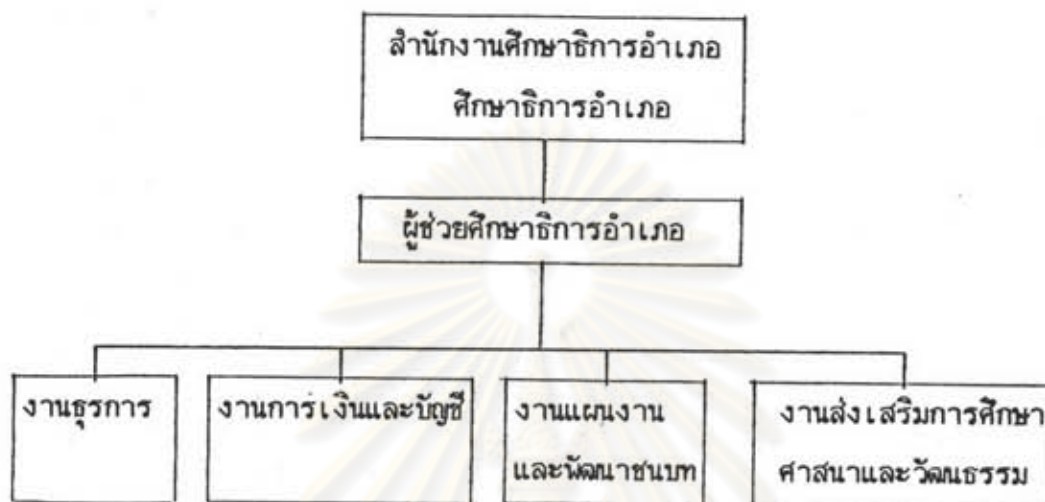 สำนักงานศึกษาธิการอำเภอ
ศึกษาธิการอำเภอ
ผู้ช่วยศึกษาธิการอำเภอ
งานธุรการ
งานการเงินและบัญชี
งานแผนงาน
และพัฒนาชนบท
งานส่งเสริมการศึกษา
ศาสนาและวัฒนธรรม